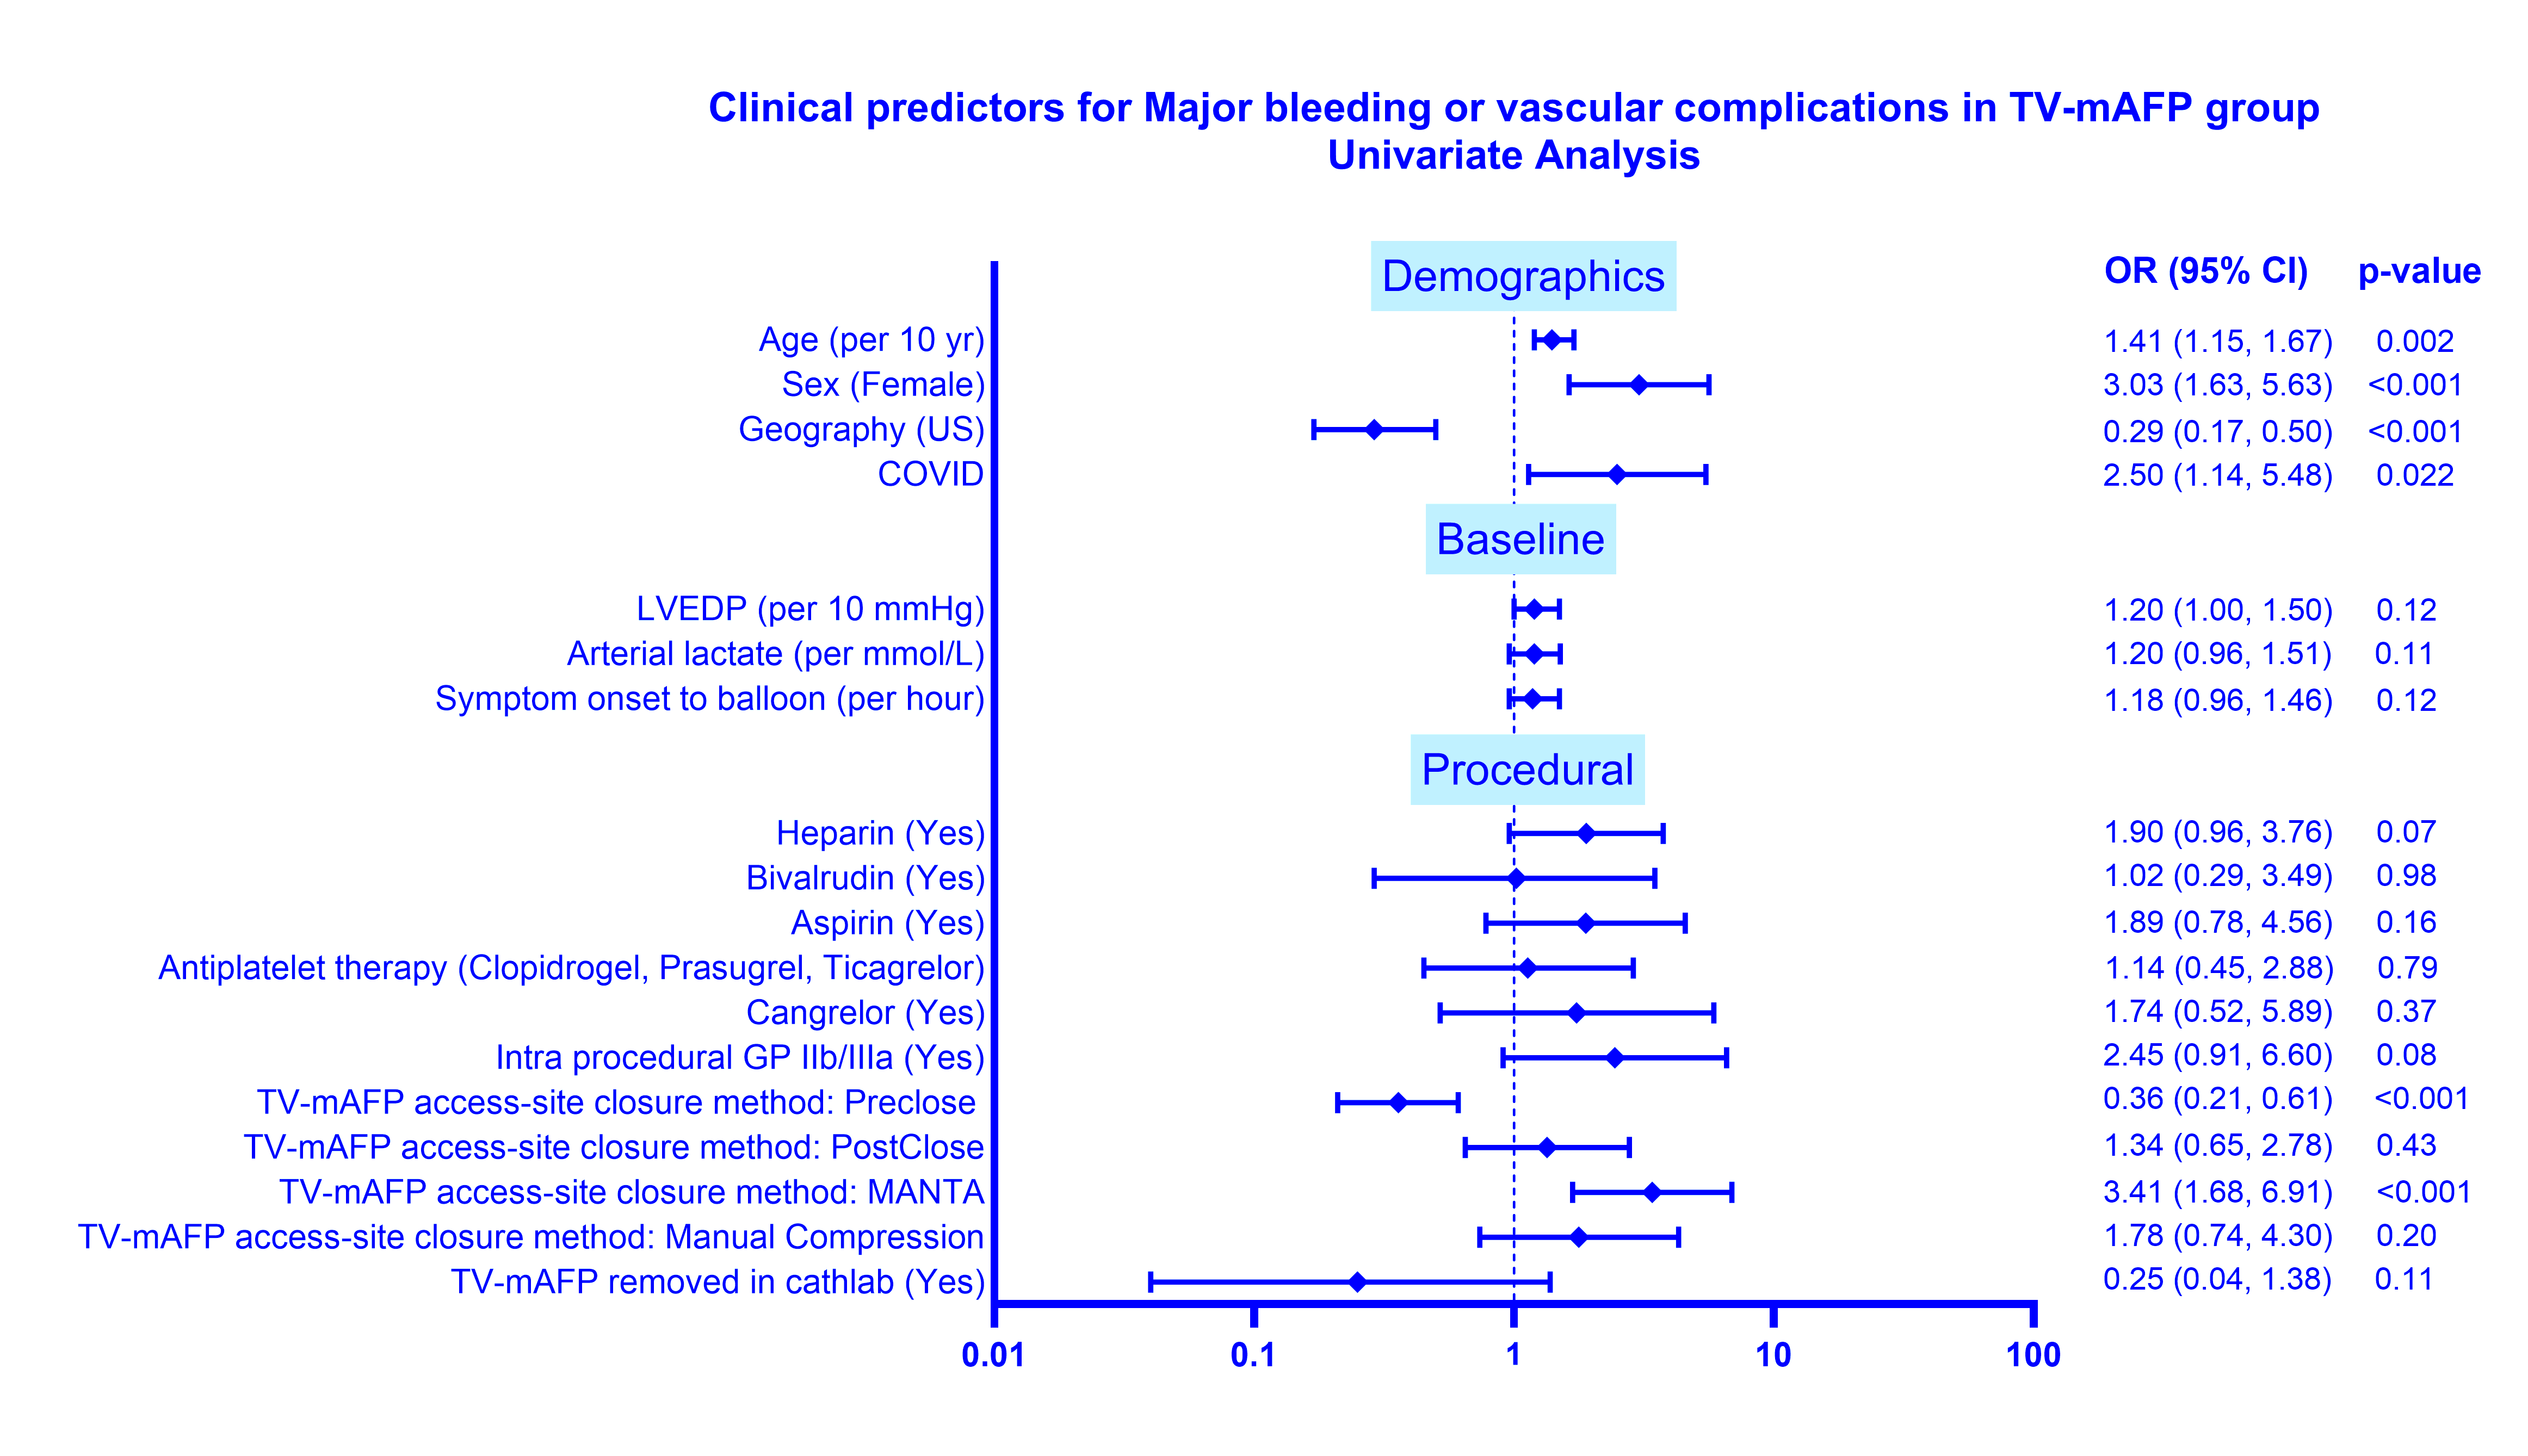 Clinical predictors for Major bleeding or vascular complications in TV-mAFP group
Univariate Analysis
Demographics
OR (95% CI) p-value
Age (per 10 yr) 1.41 (1.15, 1.67) 0.002
Sex (Female) 3.03 (1.63, 5.63) <0.001
Geography (US) 0.29 (0.17, 0.50) <0.001
COVID 2.50 (1.14, 5.48) 0.022
Baseline
LVEDP (per 10 mmHg) 1.20 (1.00, 1.50) 0.12
Arterial lactate (per mmol/L) 1.20 (0.96, 1.51) 0.11
Symptom onset to balloon (per hour) 1.18 (0.96, 1.46) 0.12
Procedural
Heparin (Yes) 1.90 (0.96, 3.76) 0.07
Bivalrudin (Yes) 1.02 (0.29, 3.49) 0.98
Aspirin (Yes) 1.89 (0.78, 4.56) 0.16
Antiplatelet therapy (Clopidrogel, Prasugrel, Ticagrelor) 1.14 (0.45, 2.88) 0.79
Cangrelor (Yes) 1.74 (0.52, 5.89) 0.37
Intra procedural GP IIb/IIIa (Yes) 2.45 (0.91, 6.60) 0.08
TV-mAFP access-site closure method: Preclose 0.36 (0.21, 0.61) <0.001
TV-mAFP access-site closure method: PostClose 1.34 (0.65, 2.78) 0.43
TV-mAFP access-site closure method: MANTA 3.41 (1.68, 6.91) <0.001
TV-mAFP access-site closure method: Manual Compression 1.78 (0.74, 4.30) 0.20
TV-mAFP removed in cathlab (Yes) 0.25 (0.04, 1.38) 0.11
0.01 0.1 1 10 100